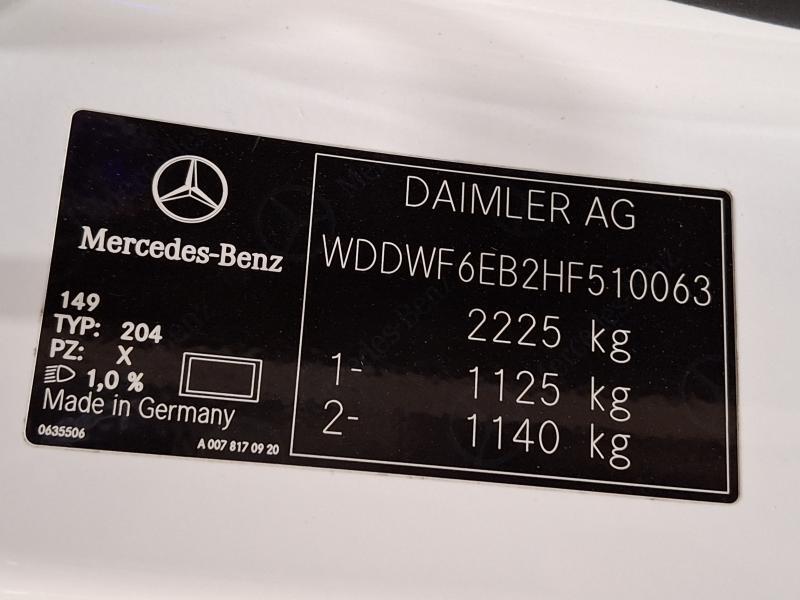 Mercedes-Benz
149
TYP: 204
PZ: X
1,0 %
Made in Germany
0635506
A 007 817 09 20
DAIMLER AG
WDDWF6EB2HF510063
2225 kg
1- 1125 kg
2- 1140 kg